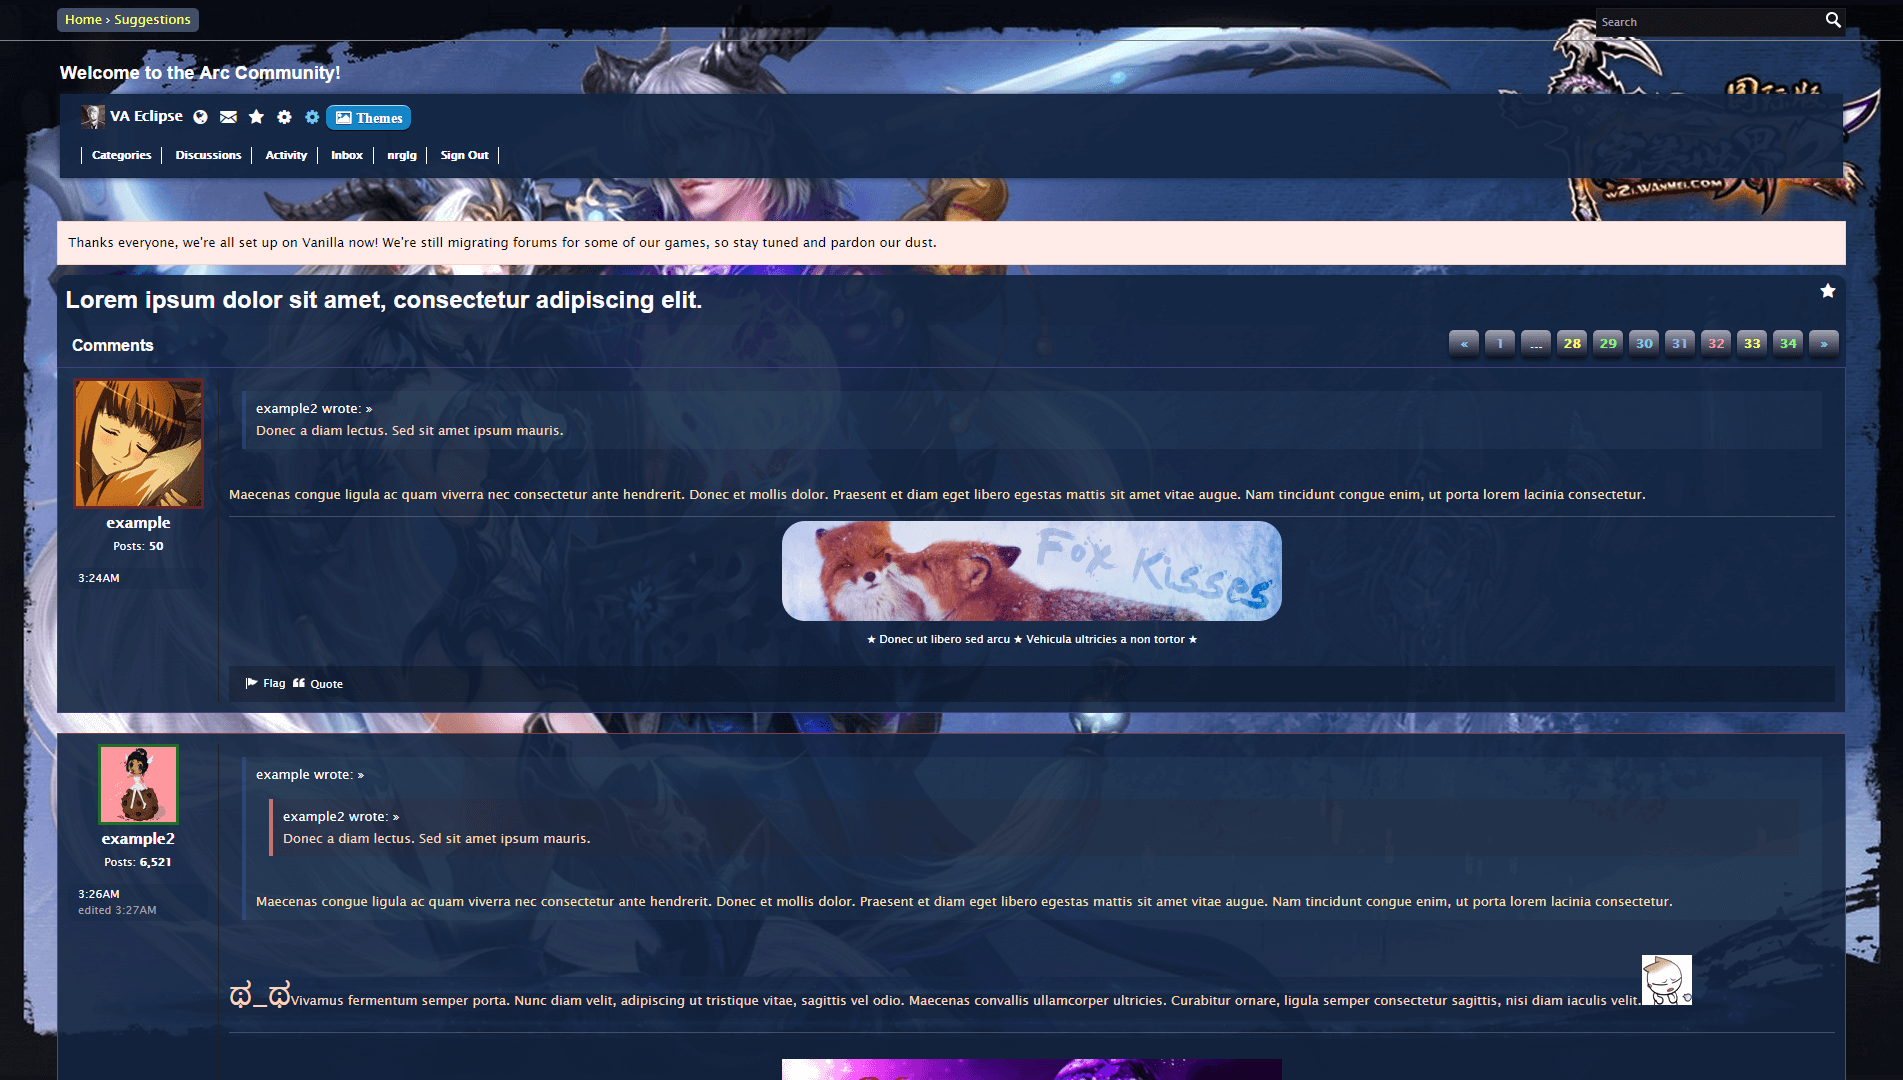 Home › Suggestions
Search
Welcome to the Arc Community!
VA Eclipse Themes
Categories Discussions Activity Inbox nrglg Sign Out
w2i.WANMEI.COM
Thanks everyone, we're all set up on Vanilla now! We're still migrating forums for some of our games, so stay tuned and pardon our dust.
Lorem ipsum dolor sit amet, consectetur adipiscing elit.
Comments
« 1 ... 28 29 30 31 32 33 34 »
example2 wrote: »
Donec a diam lectus. Sed sit amet ipsum mauris.
Maecenas congue ligula ac quam viverra nec consectetur ante hendrerit. Donec et mollis dolor. Praesent et diam eget libero egestas mattis sit amet vitae augue. Nam tincidunt congue enim, ut porta lorem lacinia consectetur.
example
Posts: 50
3:24AM
Fox Kisses
★ Donec ut libero sed arcu ★ Vehicula ultricies a non tortor ★
Flag Quote
example2
Posts: 6,521
3:26AM
edited 3:27AM
example wrote: »
example2 wrote: »
Donec a diam lectus. Sed sit amet ipsum mauris.
Maecenas congue ligula ac quam viverra nec consectetur ante hendrerit. Donec et mollis dolor. Praesent et diam eget libero egestas mattis sit amet vitae augue. Nam tincidunt congue enim, ut porta lorem lacinia consectetur.
ಥ_ಥVivamus fermentum semper porta. Nunc diam velit, adipiscing ut tristique vitae, sagittis vel odio. Maecenas convallis ullamcorper ultricies. Curabitur ornare, ligula semper consectetur sagittis, nisi diam iaculis velit.